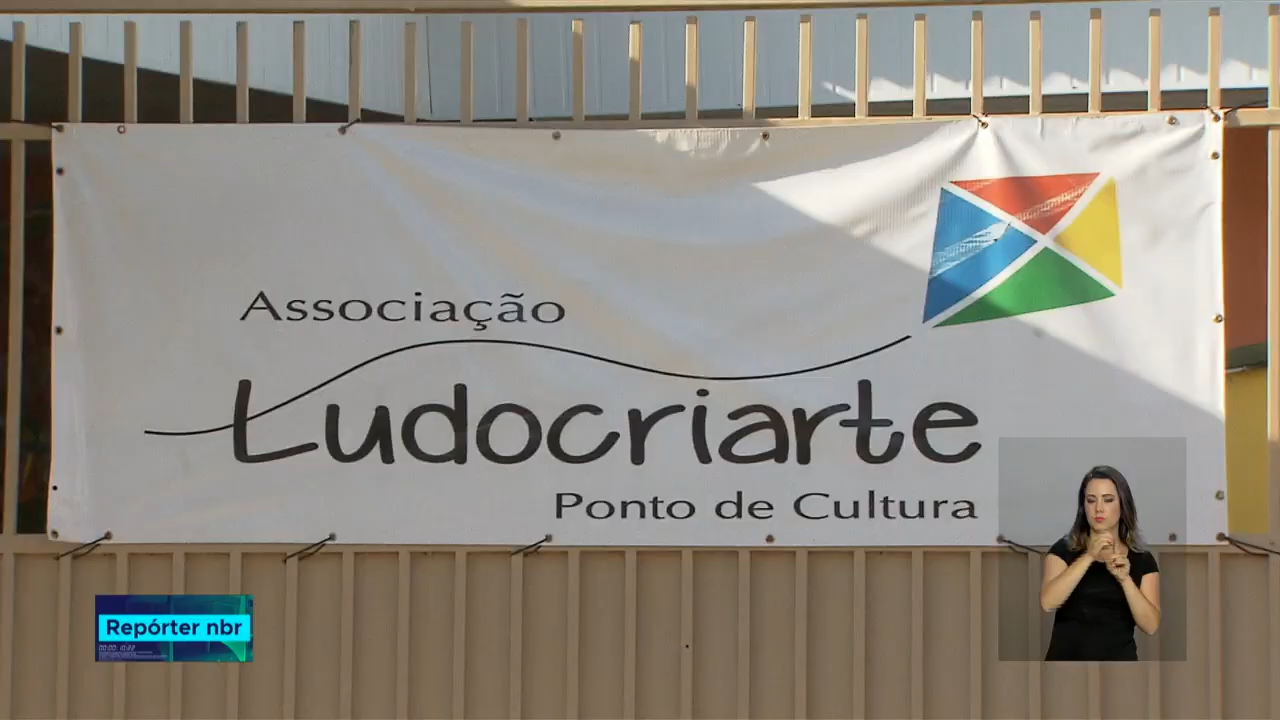 Associação
Ludocriarte
Ponto de Cultura
Repórter nbr